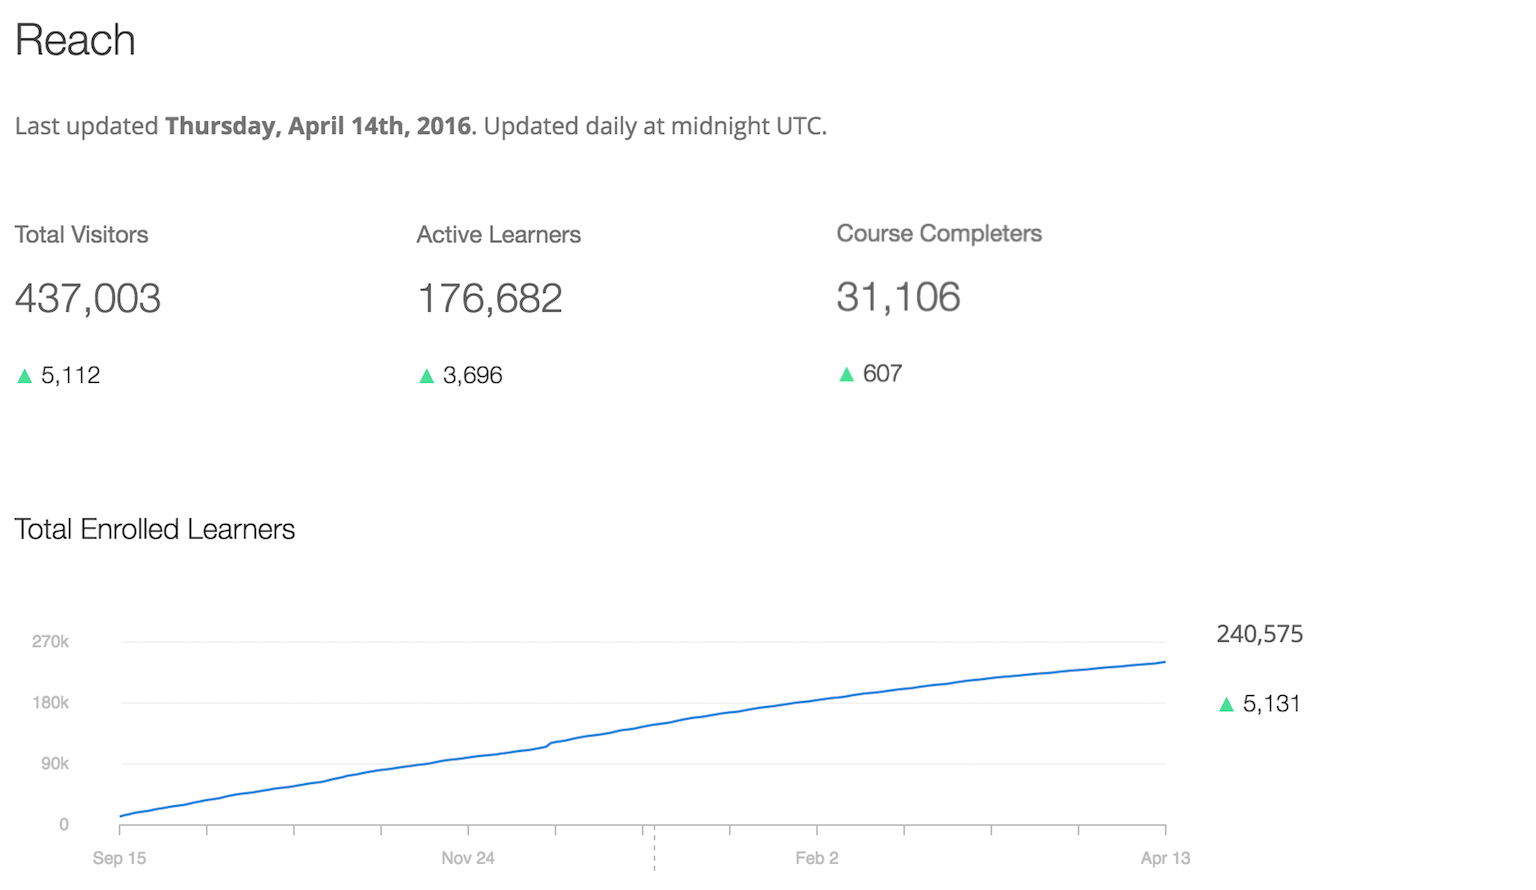 Reach
Last updated Thursday, April 14th, 2016. Updated daily at midnight UTC.
Total Visitors
437,003
▲ 5,112
Active Learners
176,682
▲ 3,696
Course Completers
31,106
▲ 607
Total Enrolled Learners
270k
180k
90k
0
Sep 15
Nov 24
Feb 2
Apr 13
240,575
▲ 5,131